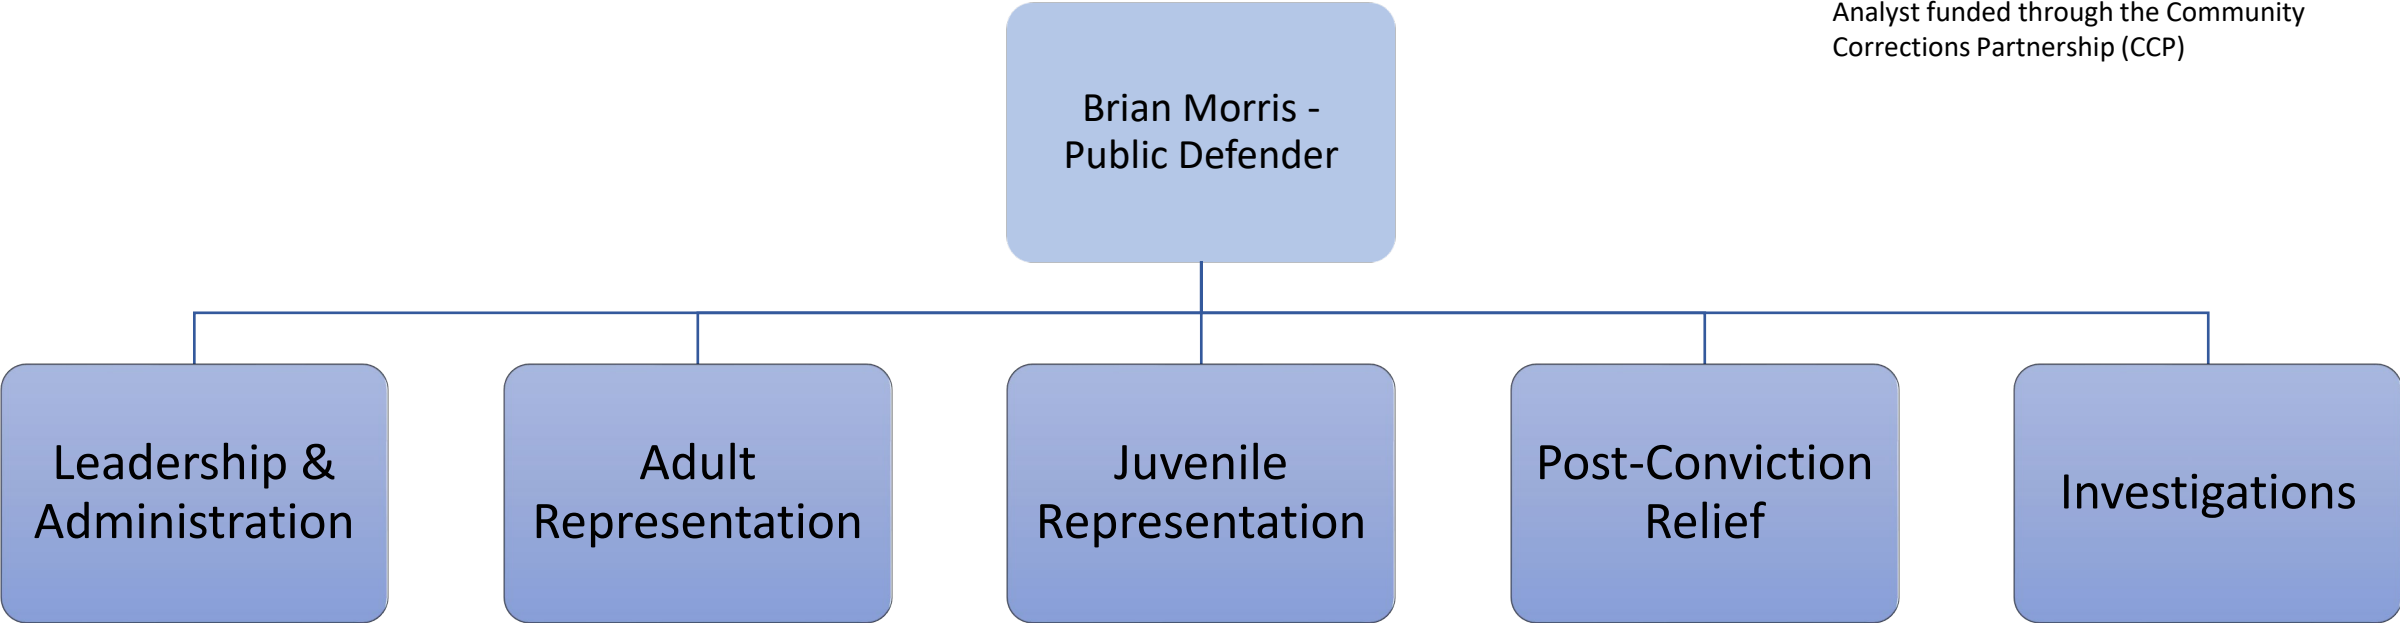 Analyst funded through the Community
Corrections Partnership (CCP)
Brian Morris -
Public Defender
Leadership &
Administration
Adult
Representation
Juvenile
Representation
Post-Conviction
Relief
Investigations